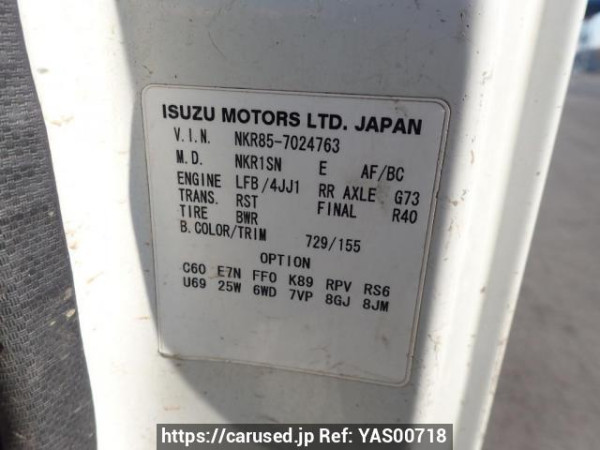 ISUZU MOTORS LTD. JAPAN
V.I.N. NKR85-7024763
M.D. NKR1SN E AF/BC
ENGINE LFB/4JJ1 RR AXLE G73
TRANS. RST FINAL R40
TIRE BWR
B.COLOR/TRIM 729/155
OPTION
C60 E7N FF0 K89 RPV RS6
U69 25W 6WD 7VP 8GJ 8JM
https://carused.jp Ref: YAS00718